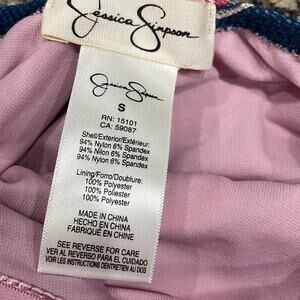 Jessica Simpson
Jessica Simpson
S
RN: 15101
CA: 59087
Shell/Exterior/Extérieur:
94% Nylon 6% Spandex
94% Nilon 6% Spandex
94% Nylon 6% Spandex
Lining/Forro/Doublure:
100% Polyester
100% Poliester
100% Polyester
MADE IN CHINA
HECHO EN CHINA
FABRIQUÉ EN CHINE
SEE REVERSE FOR CARE
VER AL REVERSO PARA EL CUIDADO
VOIR LES INSTRUCTIONS D'ENTRETIEN AU DOS